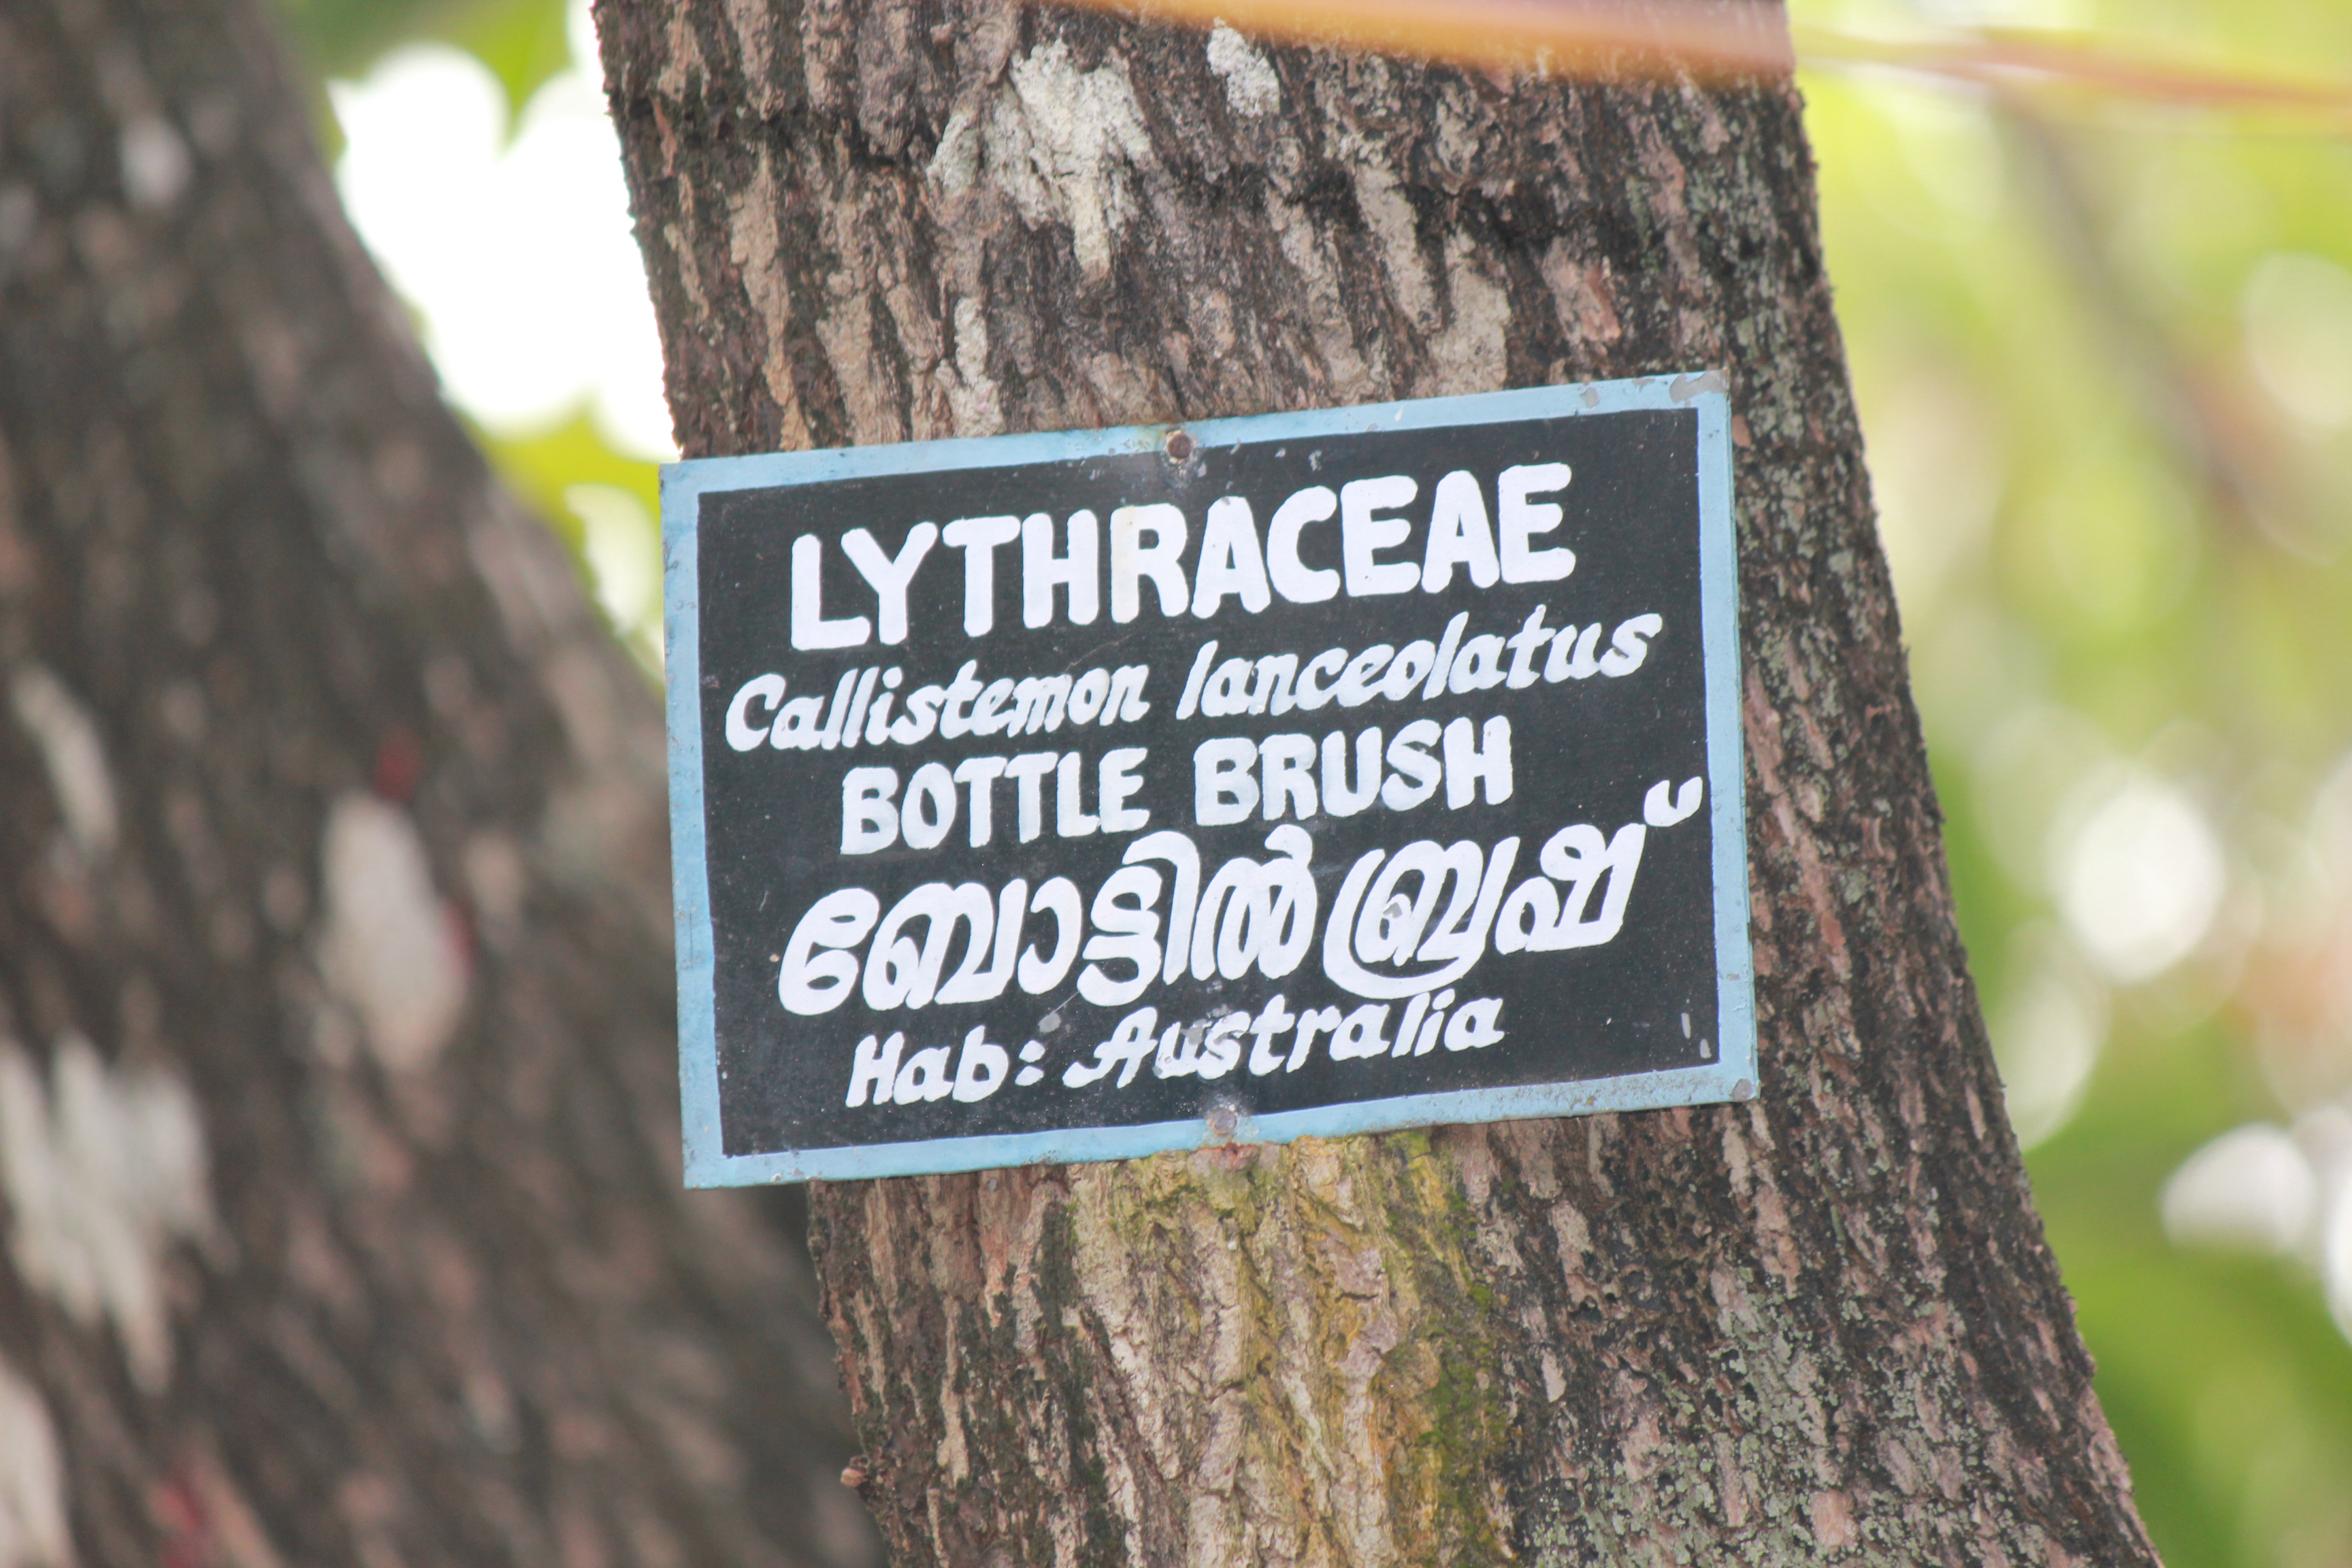 LYTHRACEAE
Callistemon lanceolatus
BOTTLE BRUSH
ബോട്ടിൽ ബ്രഷ്
Hab: Australia